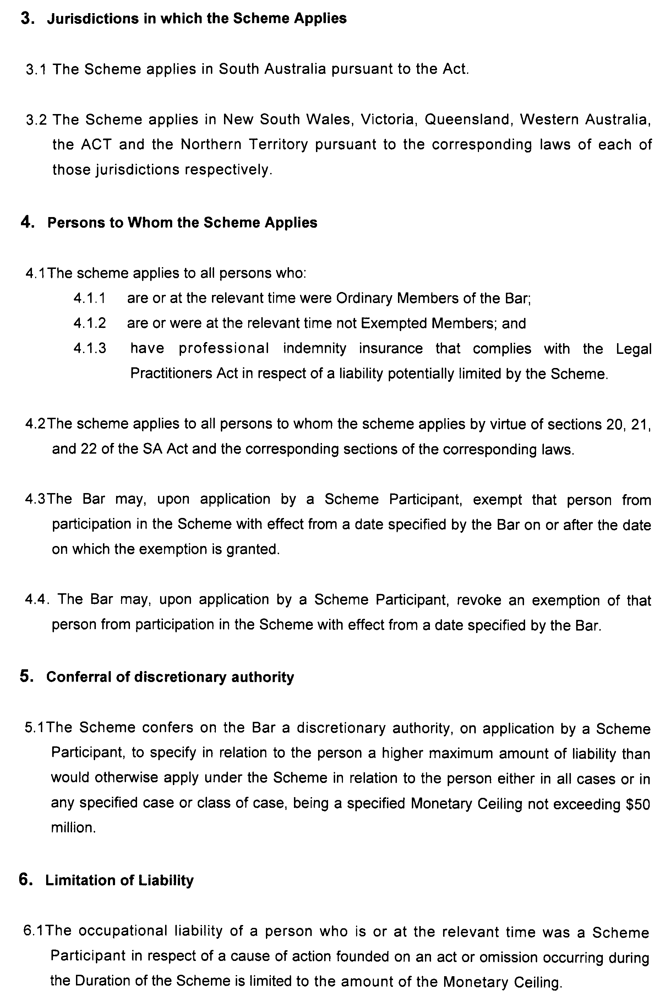 3. Jurisdictions in which the Scheme Applies
3.1 The Scheme applies in South Australia pursuant to the Act.
3.2 The Scheme applies in New South Wales, Victoria, Queensland, Western Australia,
the ACT and the Northern Territory pursuant to the corresponding laws of each of
those jurisdictions respectively.
4. Persons to Whom the Scheme Applies
4.1The scheme applies to all persons who:
4.1.1 are or at the relevant time were Ordinary Members of the Bar;
4.1.2 are or were at the relevant time not Exempted Members; and
4.1.3 have professional indemnity insurance that complies with the Legal
Practitioners Act in respect of a liability potentially limited by the Scheme.
4.2The scheme applies to all persons to whom the scheme applies by virtue of sections 20, 21,
and 22 of the SA Act and the corresponding sections of the corresponding laws.
4.3The Bar may, upon application by a Scheme Participant, exempt that person from
participation in the Scheme with effect from a date specified by the Bar on or after the date
on which the exemption is granted.
4.4. The Bar may, upon application by a Scheme Participant, revoke an exemption of that
person from participation in the Scheme with effect from a date specified by the Bar.
5. Conferral of discretionary authority
5.1The Scheme confers on the Bar a discretionary authority, on application by a Scheme
Participant, to specify in relation to the person a higher maximum amount of liability than
would otherwise apply under the Scheme in relation to the person either in all cases or in
any specified case or class of case, being a specified Monetary Ceiling not exceeding $50
million.
6. Limitation of Liability
6.1The occupational liability of a person who is or at the relevant time was a Scheme
Participant in respect of a cause of action founded on an act or omission occurring during
the Duration of the Scheme is limited to the amount of the Monetary Ceiling.